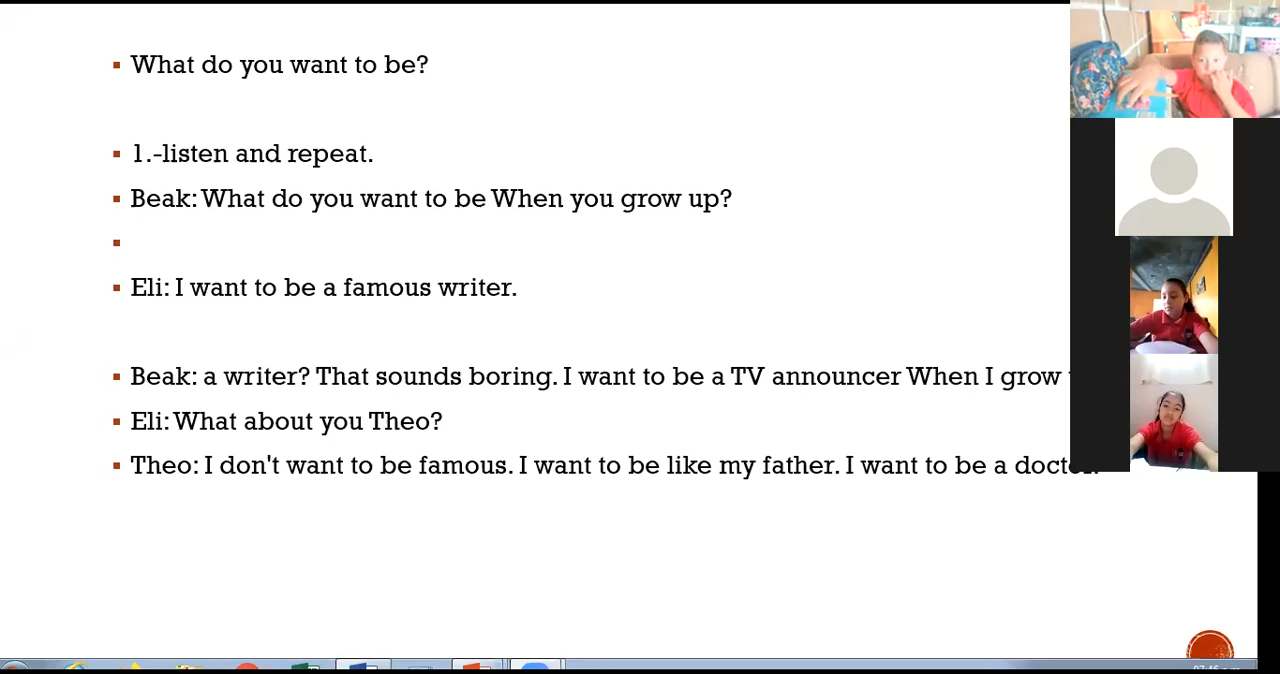 What do you want to be?
1.-listen and repeat.
Beak: What do you want to be When you grow up?
Eli: I want to be a famous writer.
Beak: a writer? That sounds boring. I want to be a TV announcer When I grow
Eli: What about you Theo?
Theo: I don't want to be famous. I want to be like my father. I want to be a doctor.